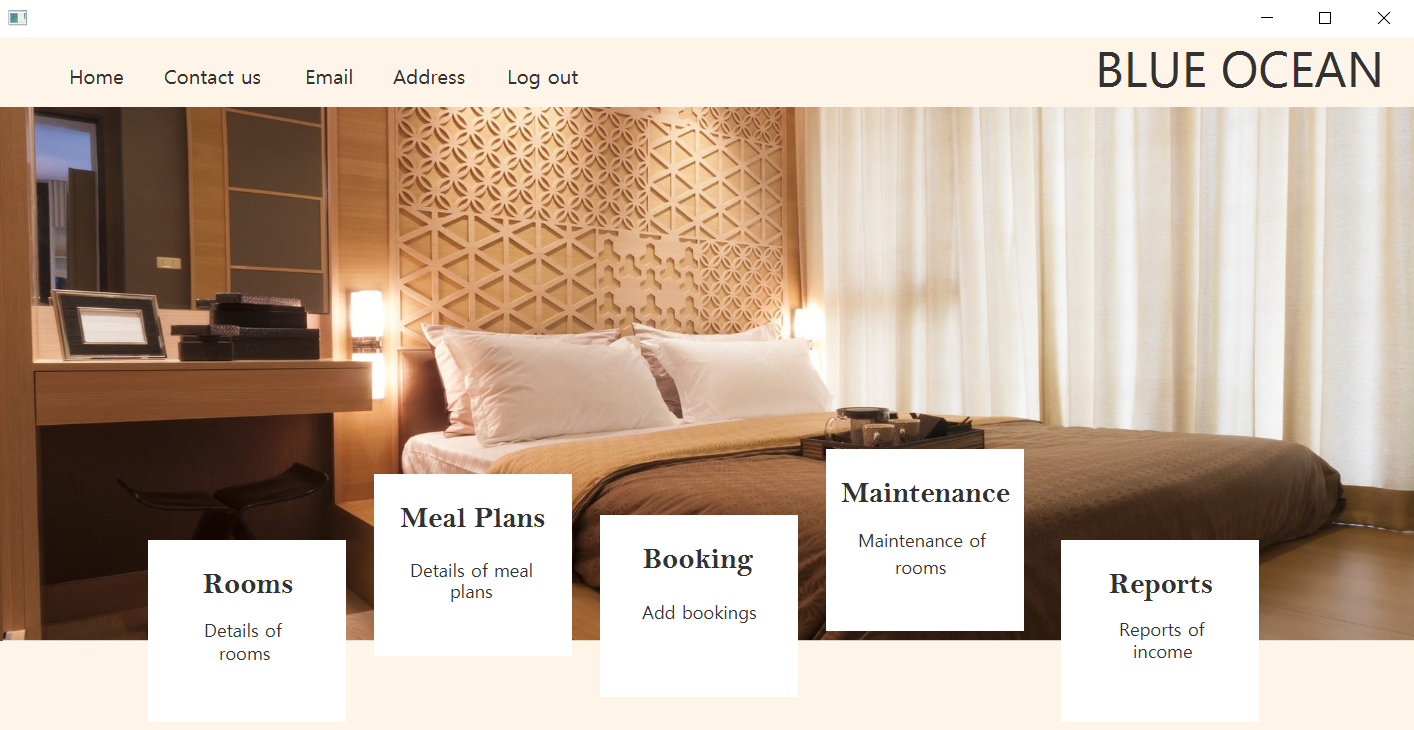 Home
Contact us
Email
Address
Log out
BLUE OCEAN
Rooms
Details of
rooms
Meal Plans
Details of meal
plans
Booking
Add bookings
Maintenance
Maintenance of
rooms
Reports
Reports of
income